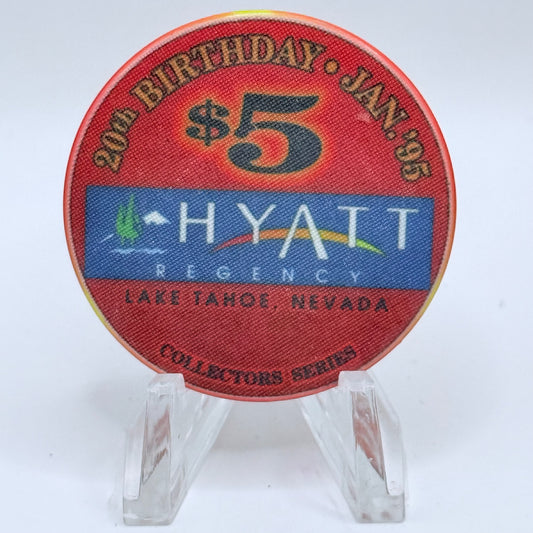 20th BIRTHDAY • JAN. '95
$5
HYATT
REGENCY
LAKE TAHOE, NEVADA
COLLECTORS SERIES